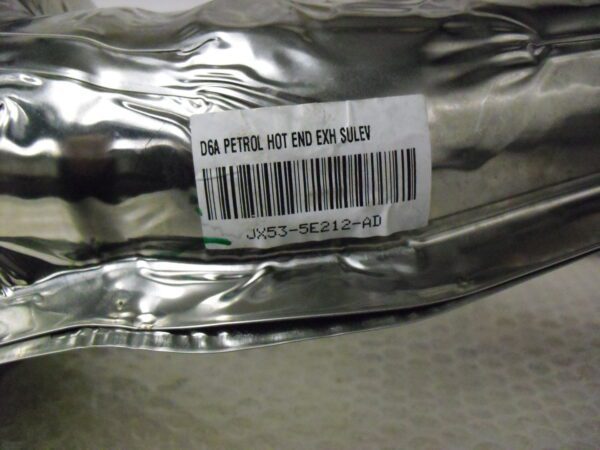 D6A PETROL HOT END EXH SULEV
JX53-5E212-AD